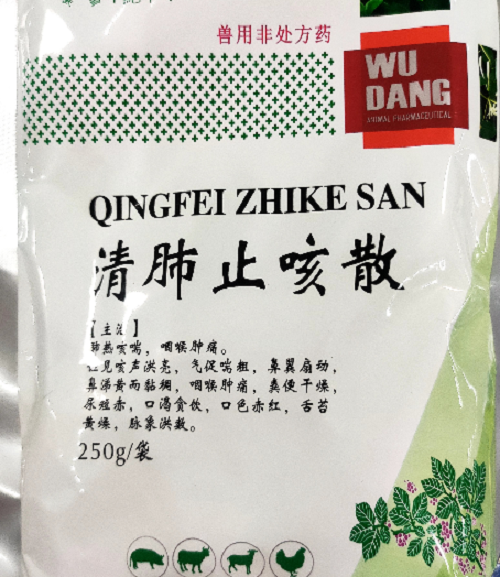 兽用非处方药
WU
DANG
ANIMAL PHARMACEUTICAL
QINGFEI ZHIKE SAN
清肺止咳散
【主治】
肺热咳喘，咽喉肿痛。
证见咳声洪亮，气促喘粗，鼻翼扇动，
鼻涕黄而黏稠，咽喉肿痛，粪便干燥，
尿短赤，口渴贪饮，口色赤红，舌苔
黄燥，脉象洪数。
250g/袋